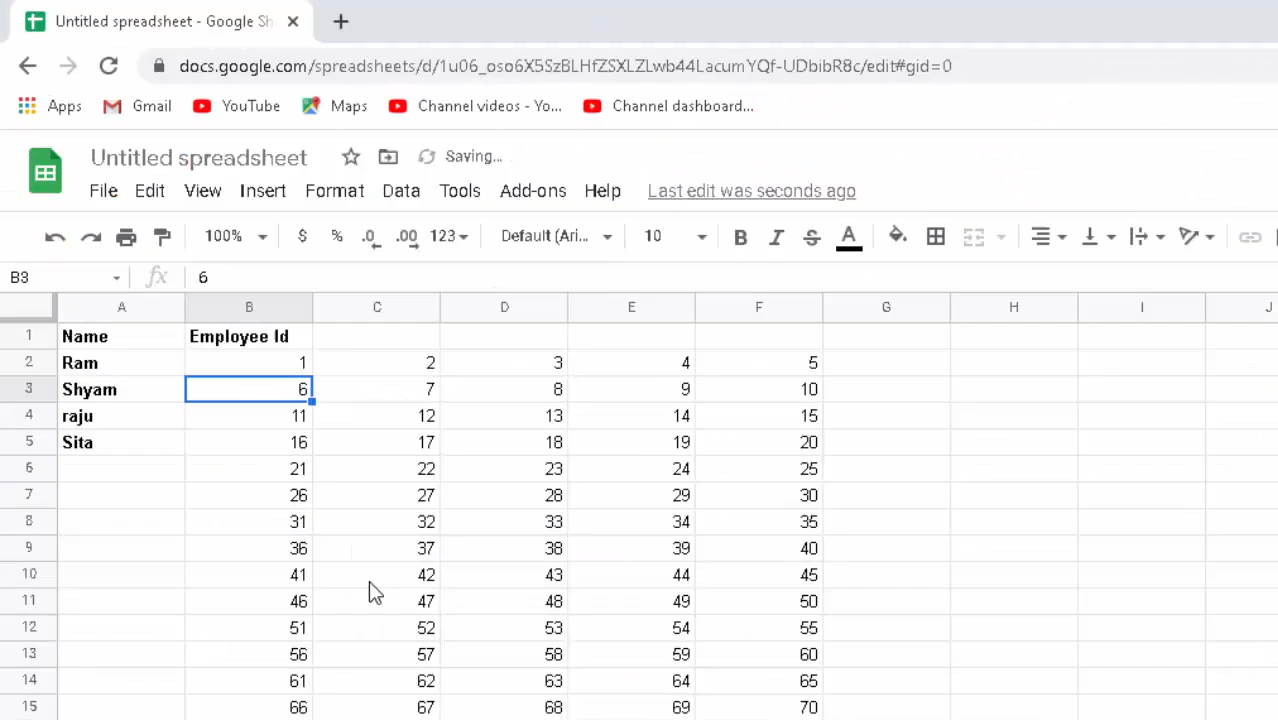 Untitled spreadsheet - Google Sh
docs.google.com/spreadsheets/d/1u06_oso6X5SzBLHfZSXLZLwb44LacumYQf-UDbibR8c/edit#gid=0
Apps Gmail YouTube Maps Channel videos - Yo... Channel dashboard...
Untitled spreadsheet Saving...
File Edit View Insert Format Data Tools Add-ons Help Last edit was seconds ago
100% $ % .0 .00 123 Default (Ari... 10 B I S A
B3 fx 6
A B C D E F G H I J
1 Name Employee Id
2 Ram 1 2 3 4 5
3 Shyam 6 7 8 9 10
4 raju 11 12 13 14 15
5 Sita 16 17 18 19 20
6 21 22 23 24 25
7 26 27 28 29 30
8 31 32 33 34 35
9 36 37 38 39 40
10 41 42 43 44 45
11 46 47 48 49 50
12 51 52 53 54 55
13 56 57 58 59 60
14 61 62 63 64 65
15 66 67 68 69 70